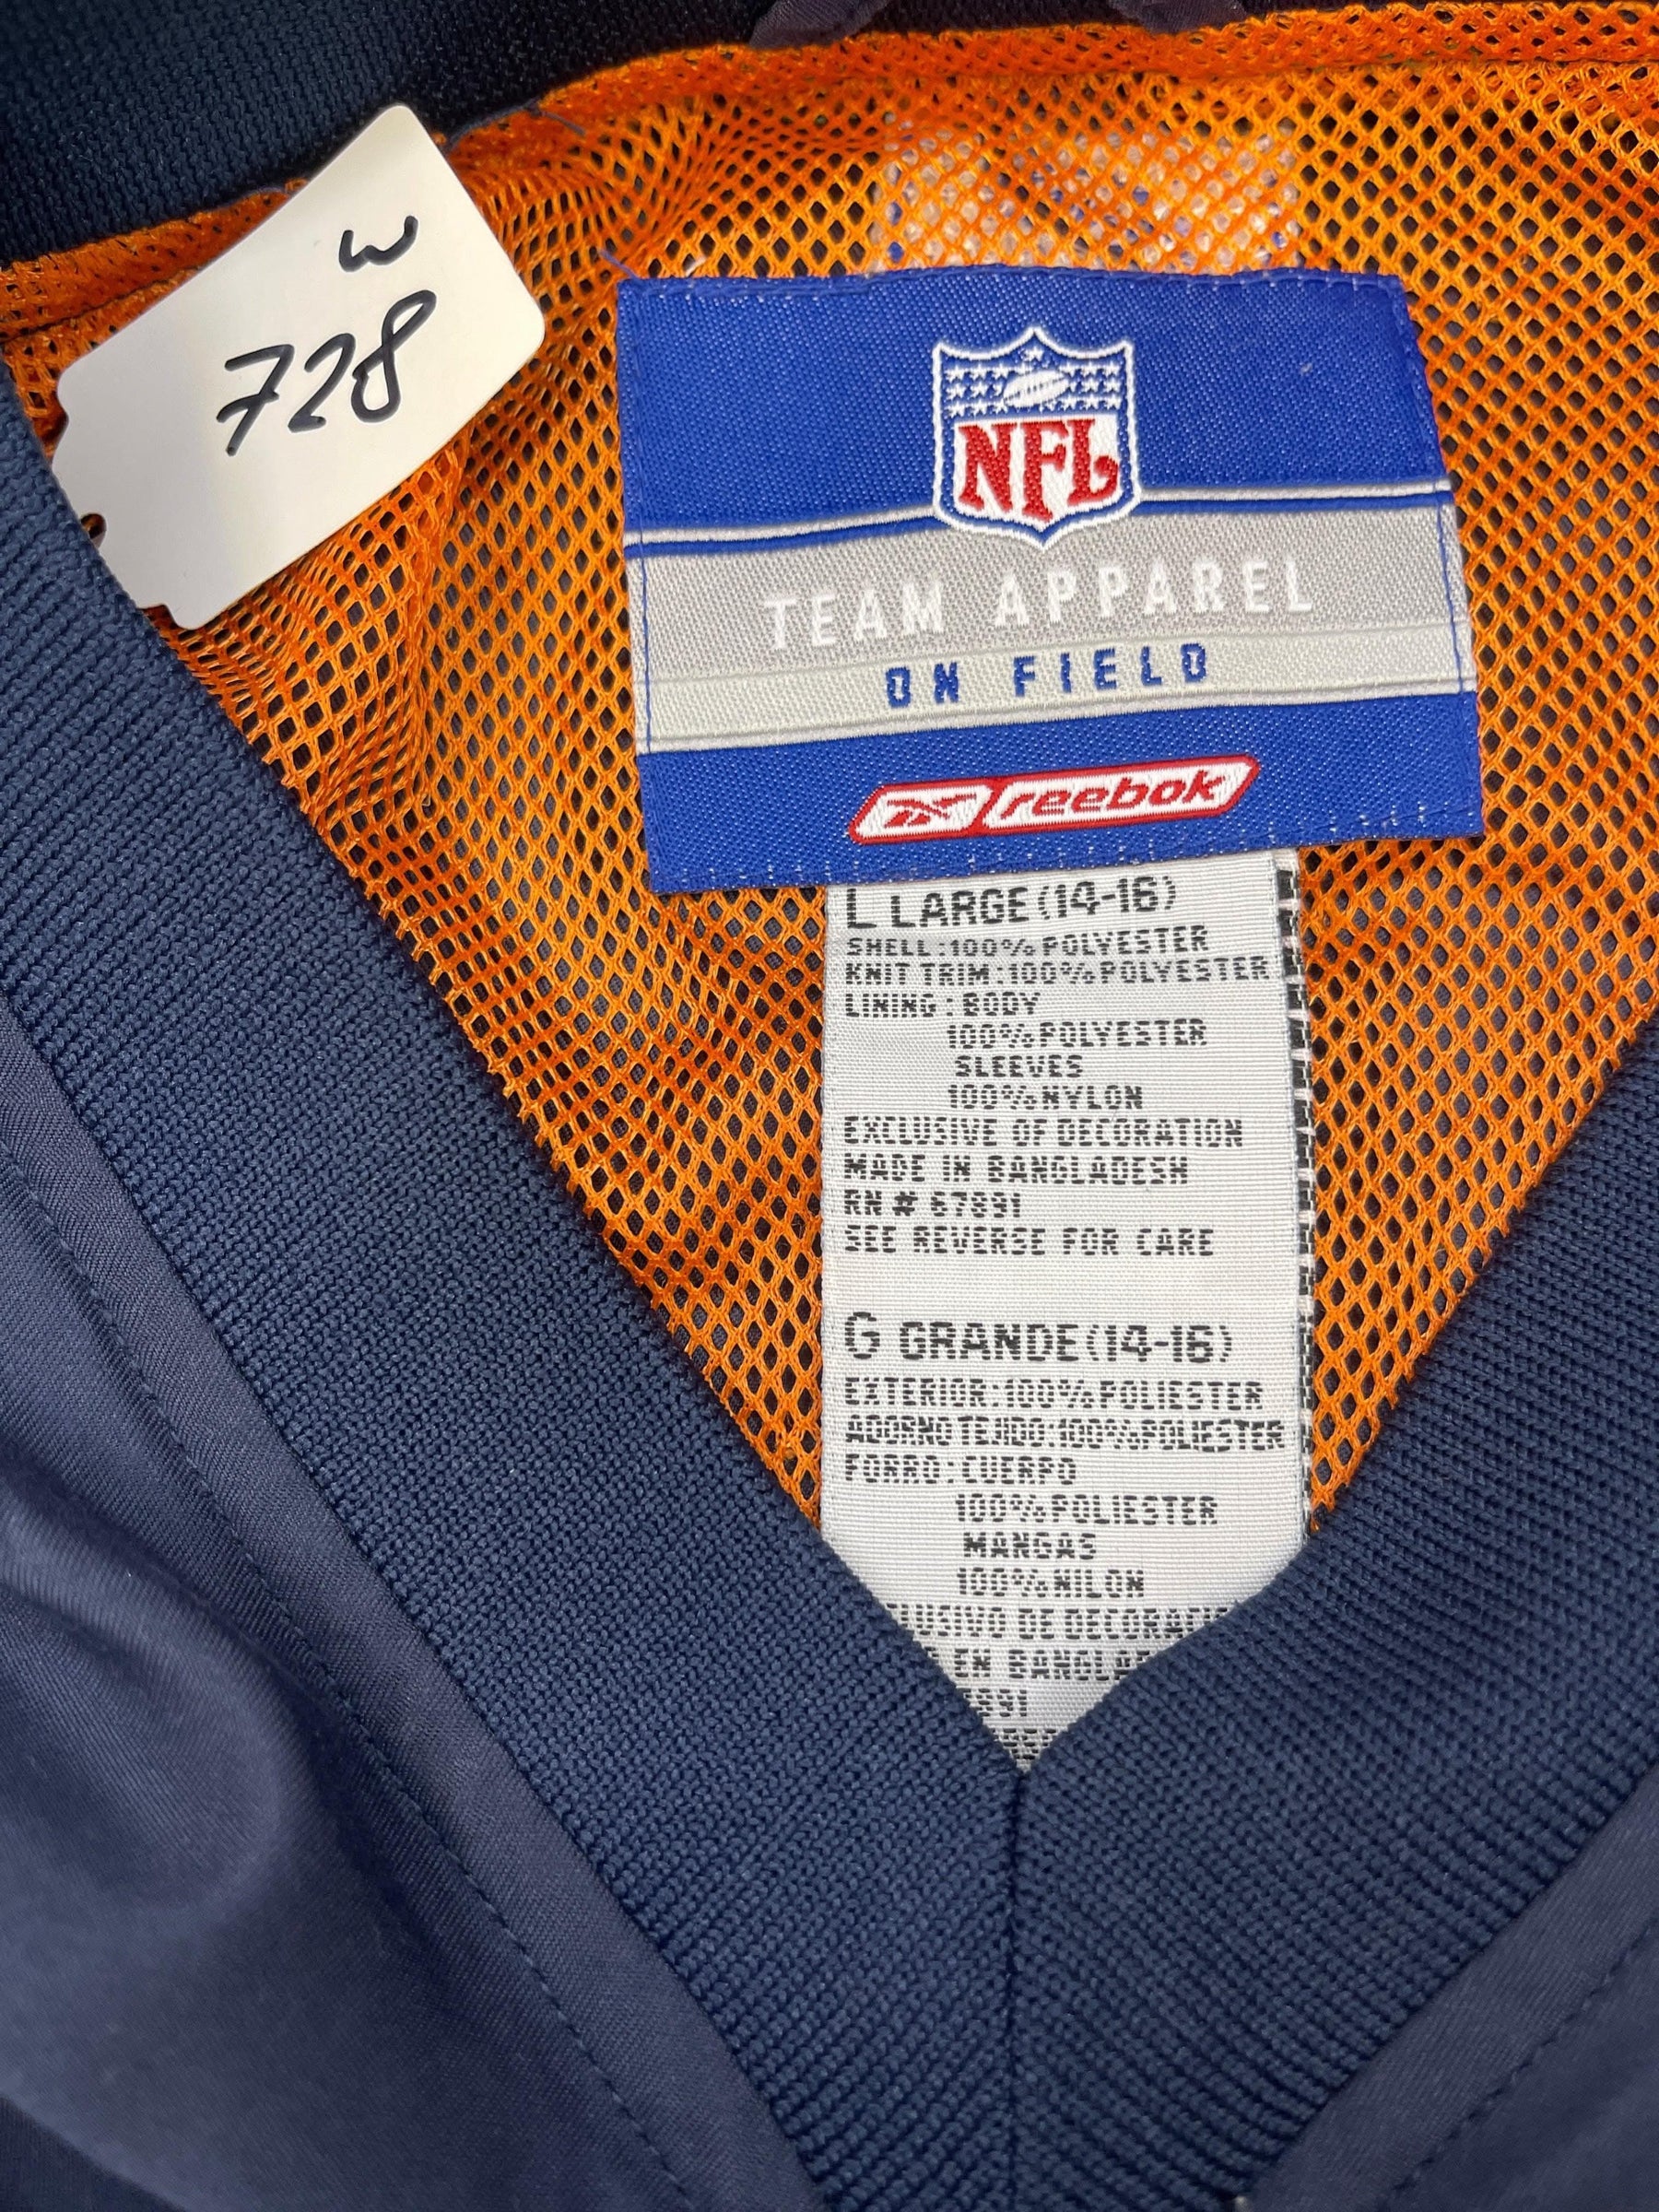 w
728
NFL
TEAM APPAREL
ON FIELD
reebok
L LARGE (14-16)
SHELL:100% POLYESTER
KNIT TRIM:100% POLYESTER
LINING: BODY
100% POLYESTER
SLEEVES
100% NYLON
EXCLUSIVE OF DECORATION
MADE IN BANGLADESH
RN # 67891
SEE REVERSE FOR CARE
G GRANDE (14-16)
EXTERIOR:100% POLIESTER
ADORNO TEJIDO:100% POLIESTER
FORRO: CUERPO
100% POLIESTER
MANGAS
100% NILON
DE
EN